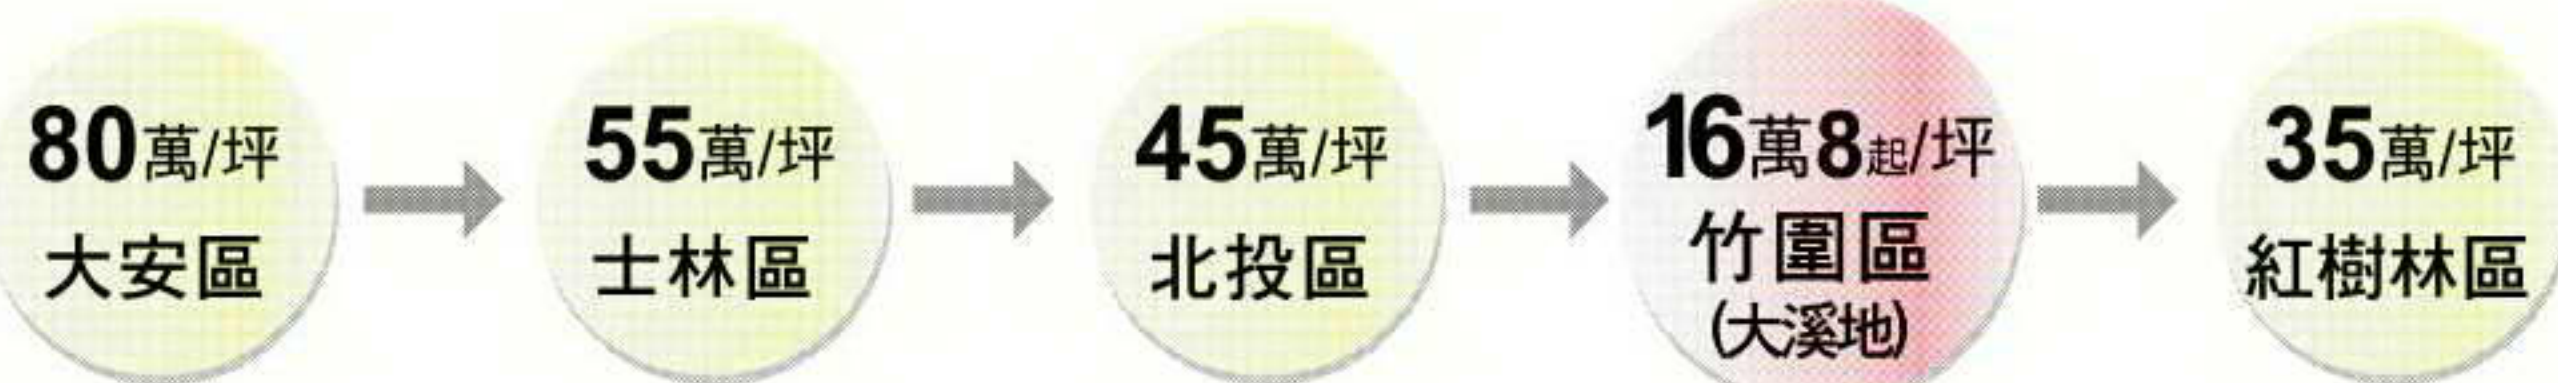 80萬/坪
大安區
55萬/坪
士林區
45萬/坪
北投區
16萬8起/坪
竹圍區
(大溪地)
35萬/坪
紅樹林區